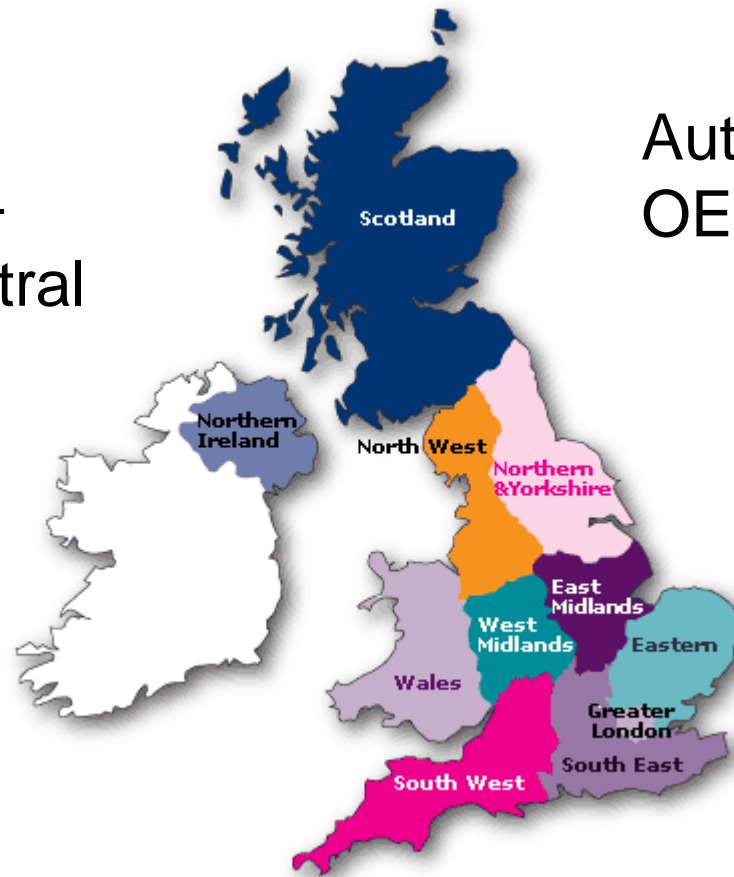 Aut
OE
tral
Scotland
Northern
Ireland
North West
Northern
&Yorkshire
East
Midlands
West
Midlands
Eastern
Wales
Greater
London
South East
South West